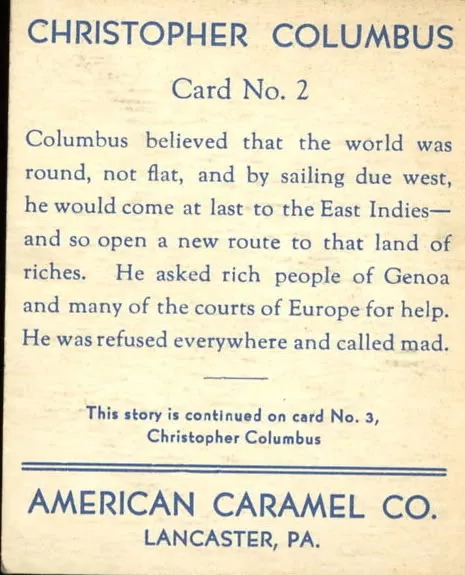 CHRISTOPHER COLUMBUS
Card No. 2
Columbus believed that the world was
round, not flat, and by sailing due west,
he would come at last to the East Indies—
and so open a new route to that land of
riches. He asked rich people of Genoa
and many of the courts of Europe for help.
He was refused everywhere and called mad.
This story is continued on card No. 3,
Christopher Columbus
AMERICAN CARAMEL CO.
LANCASTER, PA.